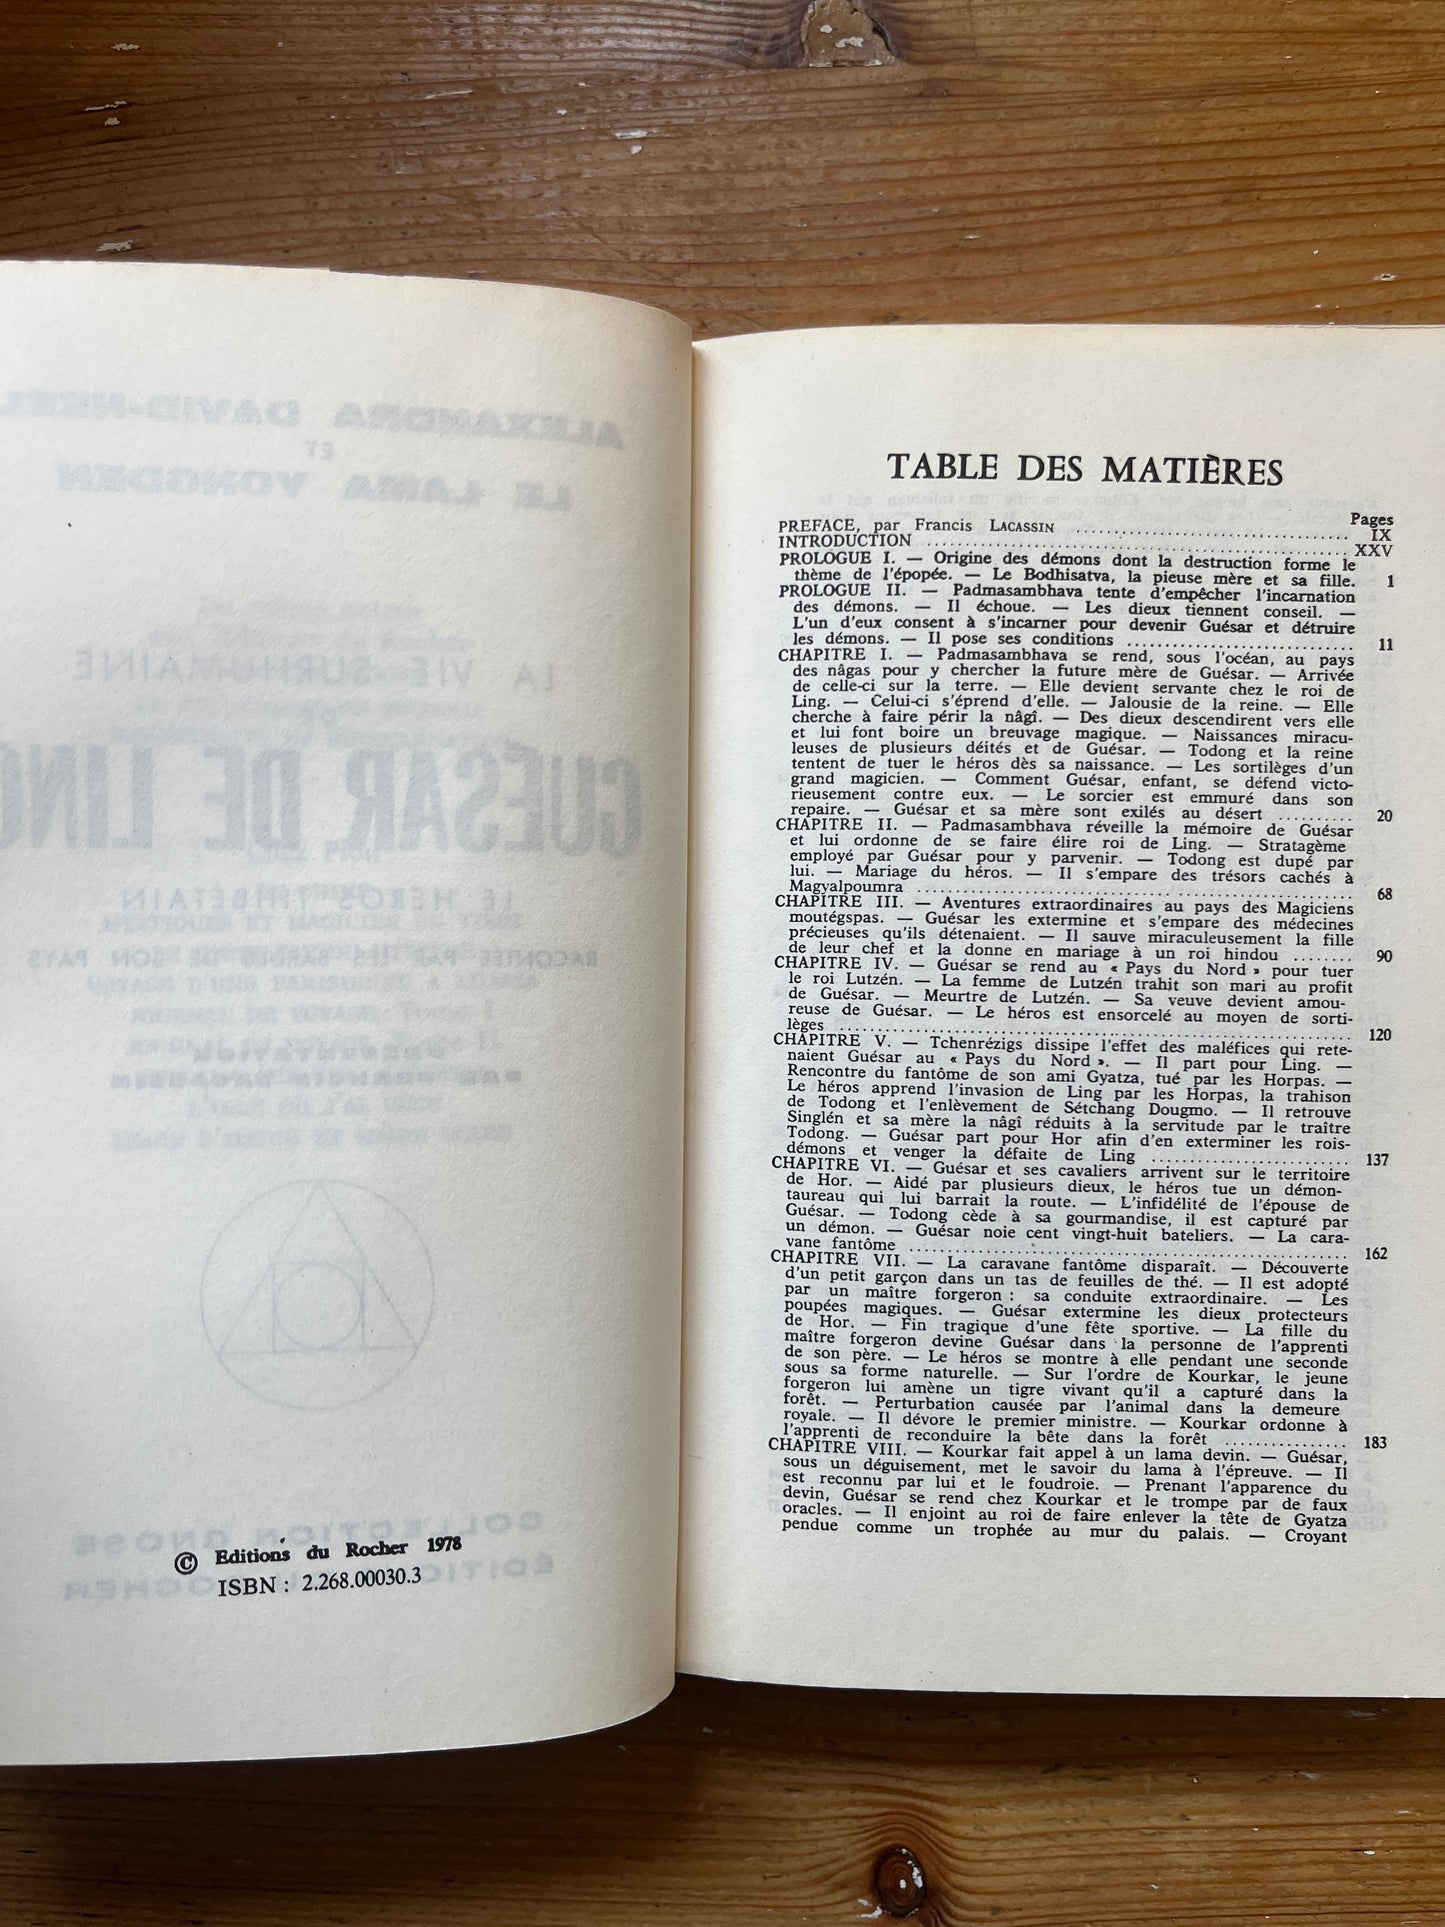 © Editions du Rocher 1978
ISBN : 2.268.00030.3
TABLE DES MATIÈRES
Pages
PREFACE, par Francis LACASSIN .................................... IX
INTRODUCTION .................................................... XXV
PROLOGUE I. — Origine des démons dont la destruction forme le
thème de l'épopée. — Le Bodhisatva, la pieuse mère et sa fille. 1
PROLOGUE II. — Padmasambhava tente d'empêcher l'incarnation
des démons. — Il échoue. — Les dieux tiennent conseil. —
L'un d'eux consent à s'incarner pour devenir Guésar et détruire
les démons. — Il pose ses conditions .............................. 11
CHAPITRE I. — Padmasambhava se rend, sous l'océan, au pays
des nâgas pour y chercher la future mère de Guésar. — Arrivée
de celle-ci sur la terre. — Elle devient servante chez le roi de
Ling. — Celui-ci s'éprend d'elle. — Jalousie de la reine. — Elle
cherche à faire périr la nâgî. — Des dieux descendirent vers elle
et lui font boire un breuvage magique. — Naissances miracu-
leuses de plusieurs déités et de Guésar. — Todong et la reine
tentent de tuer le héros dès sa naissance. — Les sortilèges d'un
grand magicien. — Comment Guésar, enfant, se défend victo-
rieusement contre eux. — Le sorcier est emmuré dans son
repaire. — Guésar et sa mère sont exilés au désert .......... 20
CHAPITRE II. — Padmasambhava réveille la mémoire de Guésar
et lui ordonne de se faire élire roi de Ling. — Stratagème
employé par Guésar pour y parvenir. — Todong est dupé par
lui. — Mariage du héros. — Il s'empare des trésors cachés à
Magyalpoumra .......................................................... 68
CHAPITRE III. — Aventures extraordinaires au pays des Magiciens
moutégspas. — Guésar les extermine et s'empare des médecines
précieuses qu'ils détenaient. — Il sauve miraculeusement la fille
de leur chef et la donne en mariage à un roi hindou ........ 90
CHAPITRE IV. — Guésar se rend au « Pays du Nord » pour tuer
le roi Lutzén. — La femme de Lutzén trahit son mari au profit
de Guésar. — Meurtre de Lutzén. — Sa veuve devient amou-
reuse de Guésar. — Le héros est ensorcelé au moyen de sorti-
lèges .................................................................... 120
CHAPITRE V. — Tchenrézigs dissipe l'effet des maléfices qui rete-
naient Guésar au « Pays du Nord ». — Il part pour Ling. —
Rencontre du fantôme de son ami Gyatza, tué par les Horpas. —
Le héros apprend l'invasion de Ling par les Horpas, la trahison
de Todong et l'enlèvement de Sétchang Dougmo. — Il retrouve
Singlén et sa mère la nâgî réduits à la servitude par le traître
Todong. — Guésar part pour Hor afin d'en exterminer les rois-
démons et venger la défaite de Ling .......................... 137
CHAPITRE VI. — Guésar et ses cavaliers arrivent sur le territoire
de Hor. — Aidé par plusieurs dieux, le héros tue un démon-
taureau qui lui barrait la route. — L'infidélité de l'épouse de
Guésar. — Todong cède à sa gourmandise, il est capturé par
un démon. — Guésar noie cent vingt-huit bateliers. — La cara-
vane fantôme .......................................................... 162
CHAPITRE VII. — La caravane fantôme disparaît. — Découverte
d'un petit garçon dans un tas de feuilles de thé. — Il est adopté
par un maître forgeron : sa conduite extraordinaire. — Les
poupées magiques. — Guésar extermine les dieux protecteurs
de Hor. — Fin tragique d'une fête sportive. — La fille du
maître forgeron devine Guésar dans la personne de l'apprenti
de son père. — Le héros se montre à elle pendant une seconde
sous sa forme naturelle. — Sur l'ordre de Kourkar, le jeune
forgeron lui amène un tigre vivant qu'il a capturé dans la
forêt. — Perturbation causée par l'animal dans la demeure
royale. — Il dévore le premier ministre. — Kourkar ordonne à
l'apprenti de reconduire la bête dans la forêt ................ 183
CHAPITRE VIII. — Kourkar fait appel à un lama devin. — Guésar,
sous un déguisement, met le savoir du lama à l'épreuve. — Il
est reconnu par lui et le foudroie. — Prenant l'apparence du
devin, Guésar se rend chez Kourkar et le trompe par de faux
oracles. — Il enjoint au roi de faire enlever la tête de Gyatza
pendue comme un trophée au mur du palais. — Croyant